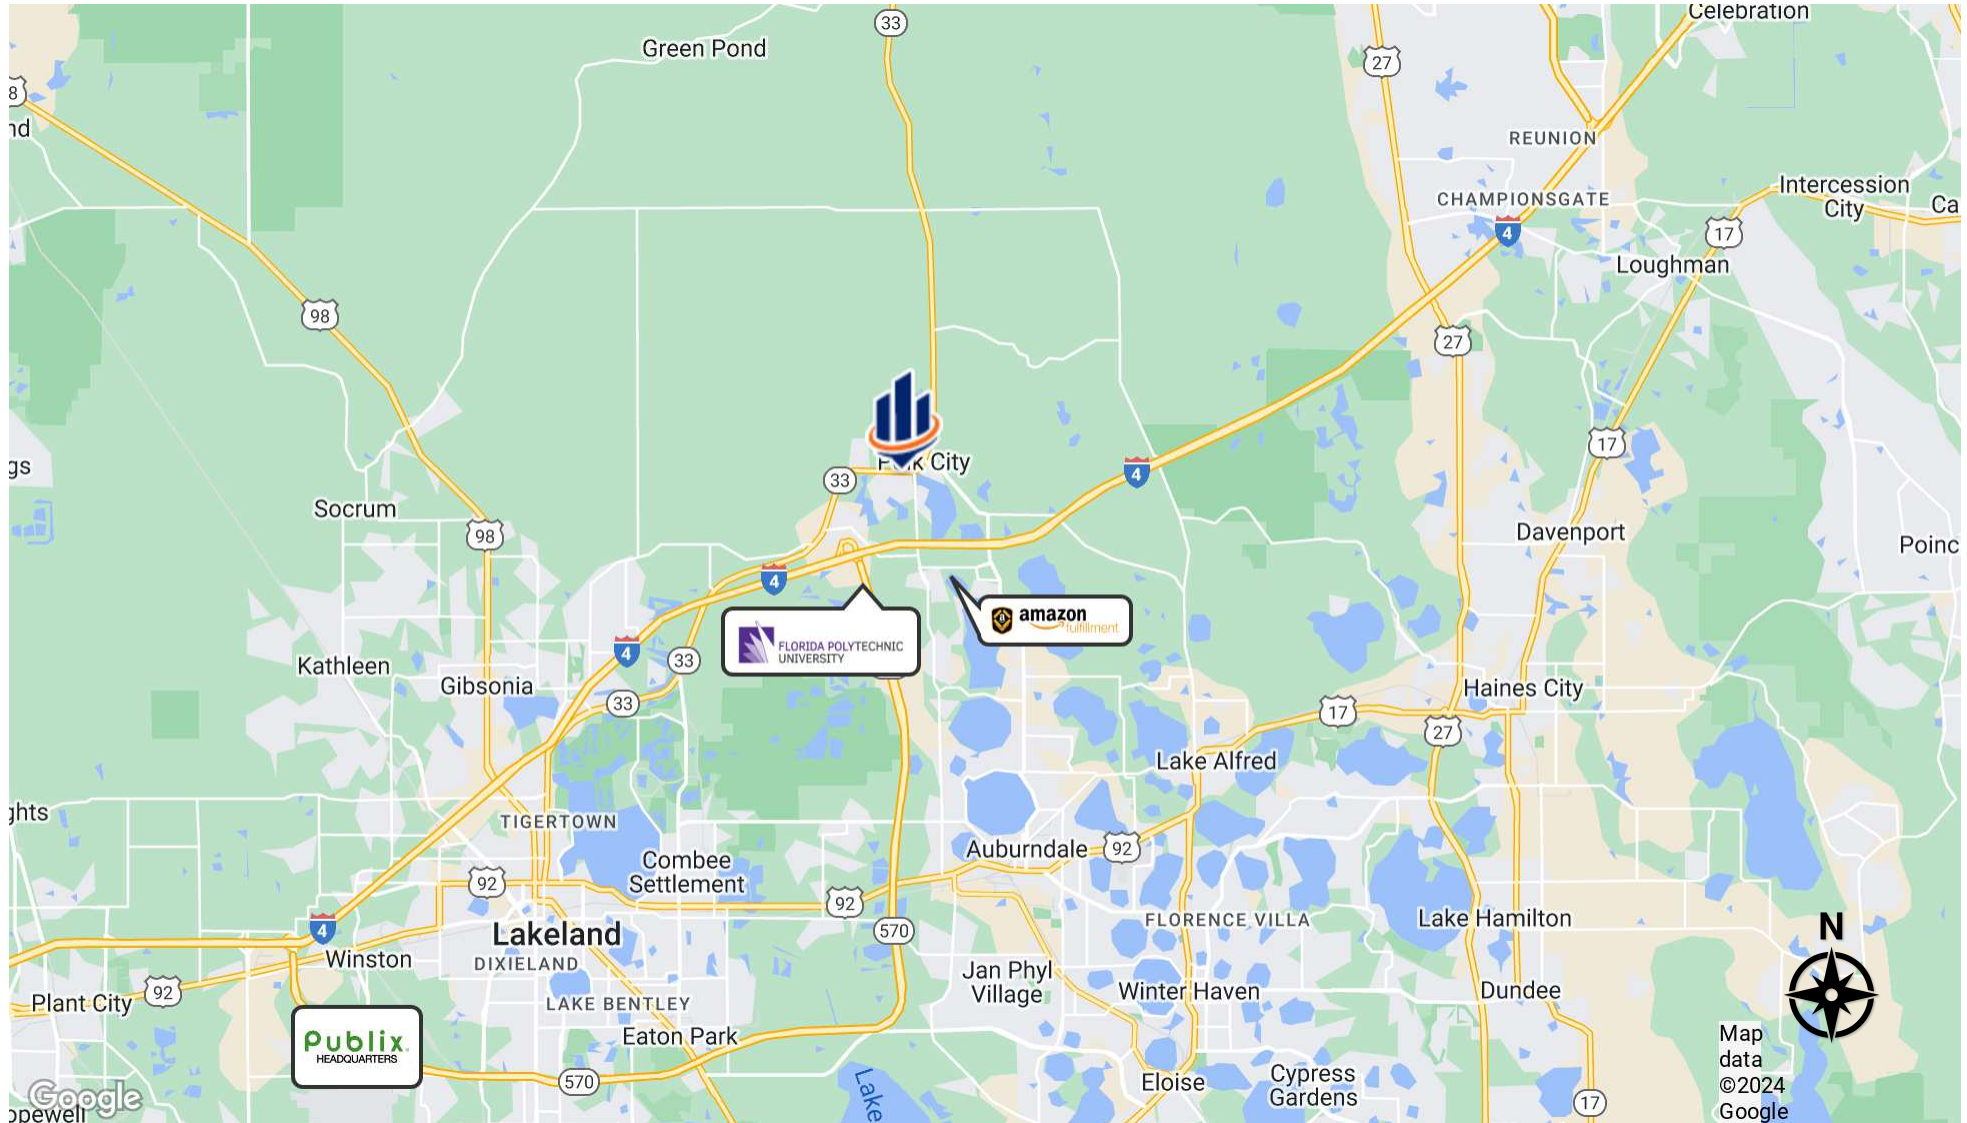 Celebration
33
Green Pond
27
8
nd
REUNION
CHAMPIONSGATE
Intercession
City
Ca
4
17
Loughman
98
27
17
Polk City
4
33
gs
Socrum
98
Davenport
Poinc
4
amazon
fulfillment
FLORIDA POLYTECHNIC
UNIVERSITY
4
33
Kathleen
Gibsonia
33
Haines City
17
27
Lake Alfred
ghts
TIGERTOWN
Auburndale
92
Combee
Settlement
92
92
FLORENCE VILLA
Lake Hamilton
N
4
Lakeland
570
Winston
DIXIELAND
Jan Phyl
Village
Winter Haven
Dundee
92
Plant City
LAKE BENTLEY
Publix
HEADQUARTERS
Eaton Park
Map
data
©2024
Google
570
Lake
Eloise
Cypress
Gardens
17
Google
opewell